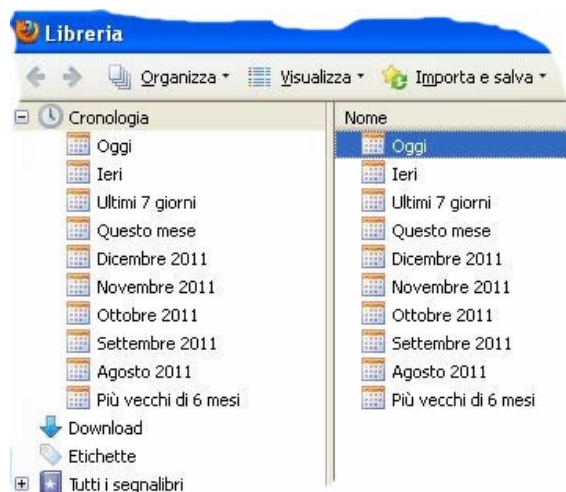 Libreria
Organizza Visualizza Importa e salva
Cronologia
Oggi
Ieri
Ultimi 7 giorni
Questo mese
Dicembre 2011
Novembre 2011
Ottobre 2011
Settembre 2011
Agosto 2011
Più vecchi di 6 mesi
Download
Etichette
Tutti i segnalibri
Nome
Oggi
Ieri
Ultimi 7 giorni
Questo mese
Dicembre 2011
Novembre 2011
Ottobre 2011
Settembre 2011
Agosto 2011
Più vecchi di 6 mesi